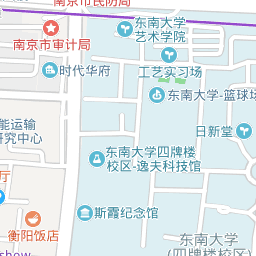 南京市民防局
南京市审计局
东南大学
艺术学院
时代华府
工艺实习场
东南大学-篮球场
能运输
研究中心
日新堂
东南大学四牌楼
校区-逸夫科技馆
厅
斯霞纪念馆
衡阳饭店
show
东南大学
(四牌楼校区)